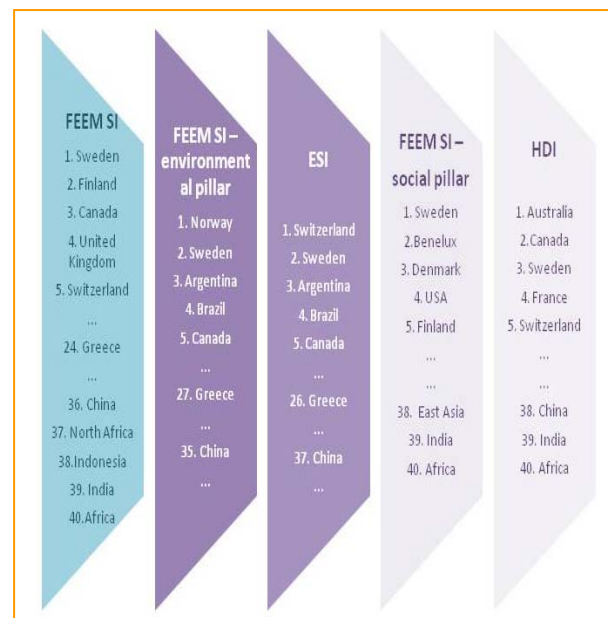 FEEM SI
1. Sweden
2. Finland
3. Canada
4. United
Kingdom
5. Switzerland
...
24. Greece
...
36. China
37. North Africa
38.Indonesia
39. India
40.Africa
FEEM SI –
environment
al pillar
1. Norway
2. Sweden
3. Argentina
4. Brazil
5. Canada
...
27. Greece
...
35. China
...
ESI
1. Switzerland
2. Sweden
3. Argentina
4. Brazil
5. Canada
...
26. Greece
...
37. China
...
FEEM SI –
social pillar
1. Sweden
2.Benelux
3. Denmark
4. USA
5. Finland
...
...
38. East Asia
39. India
40. Africa
HDI
1. Australia
2.Canada
3. Sweden
4. France
5. Switzerland
...
...
38. China
39. India
40. Africa